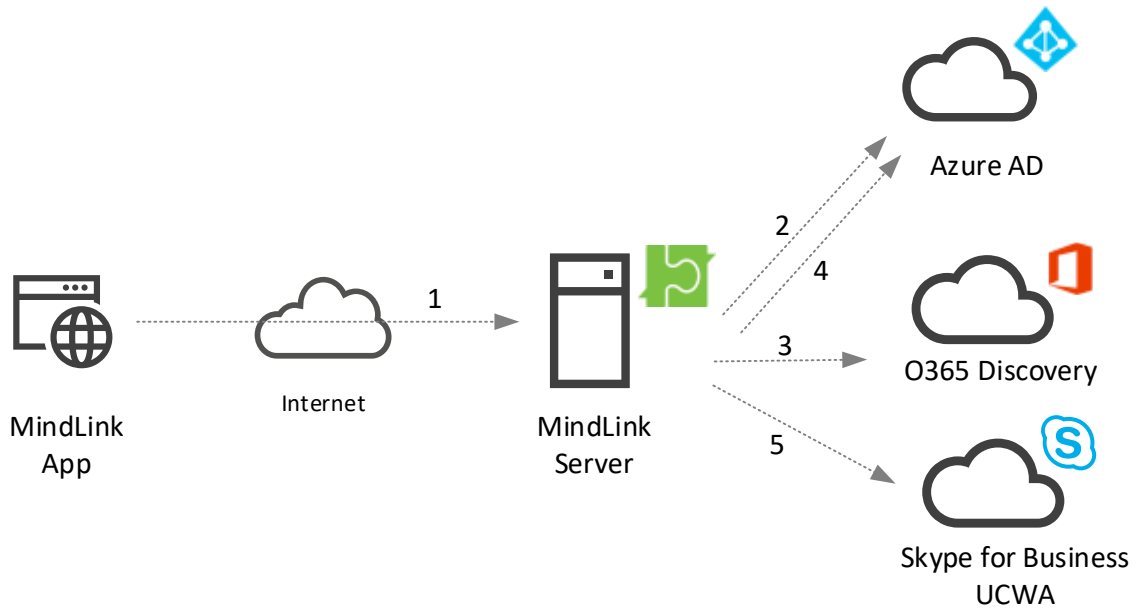 Azure AD
2
4
1
3
O365 Discovery
Internet
MindLink
App
MindLink
Server
5
S
Skype for Business
UCWA